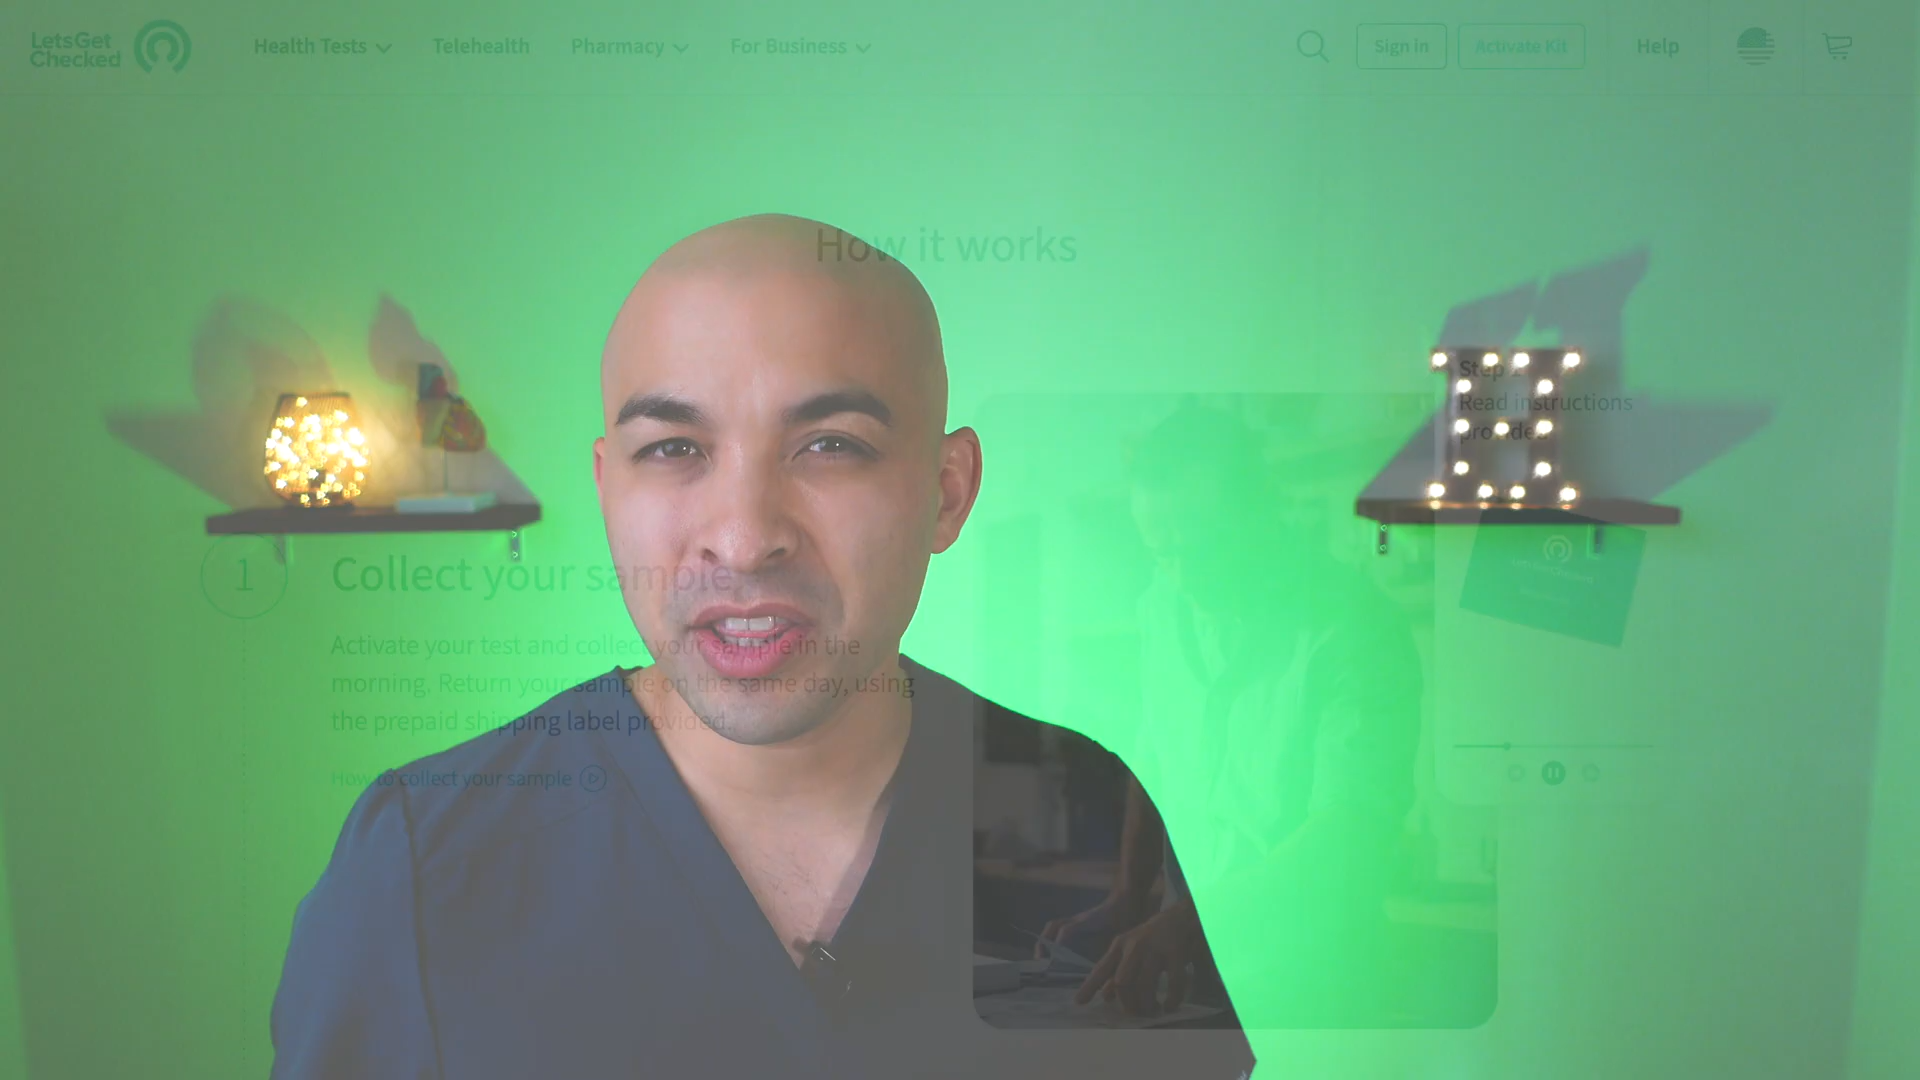 LetsGet
Checked
Health Tests
Telehealth
Pharmacy
For Business
Sign in
Activate Kit
Help
How it works
Step
Read instructions
provided
1
Collect your sample
Activate your test and collect your sample in the
morning. Return your sample on the same day, using
the prepaid shipping label provided.
How to collect your sample
H